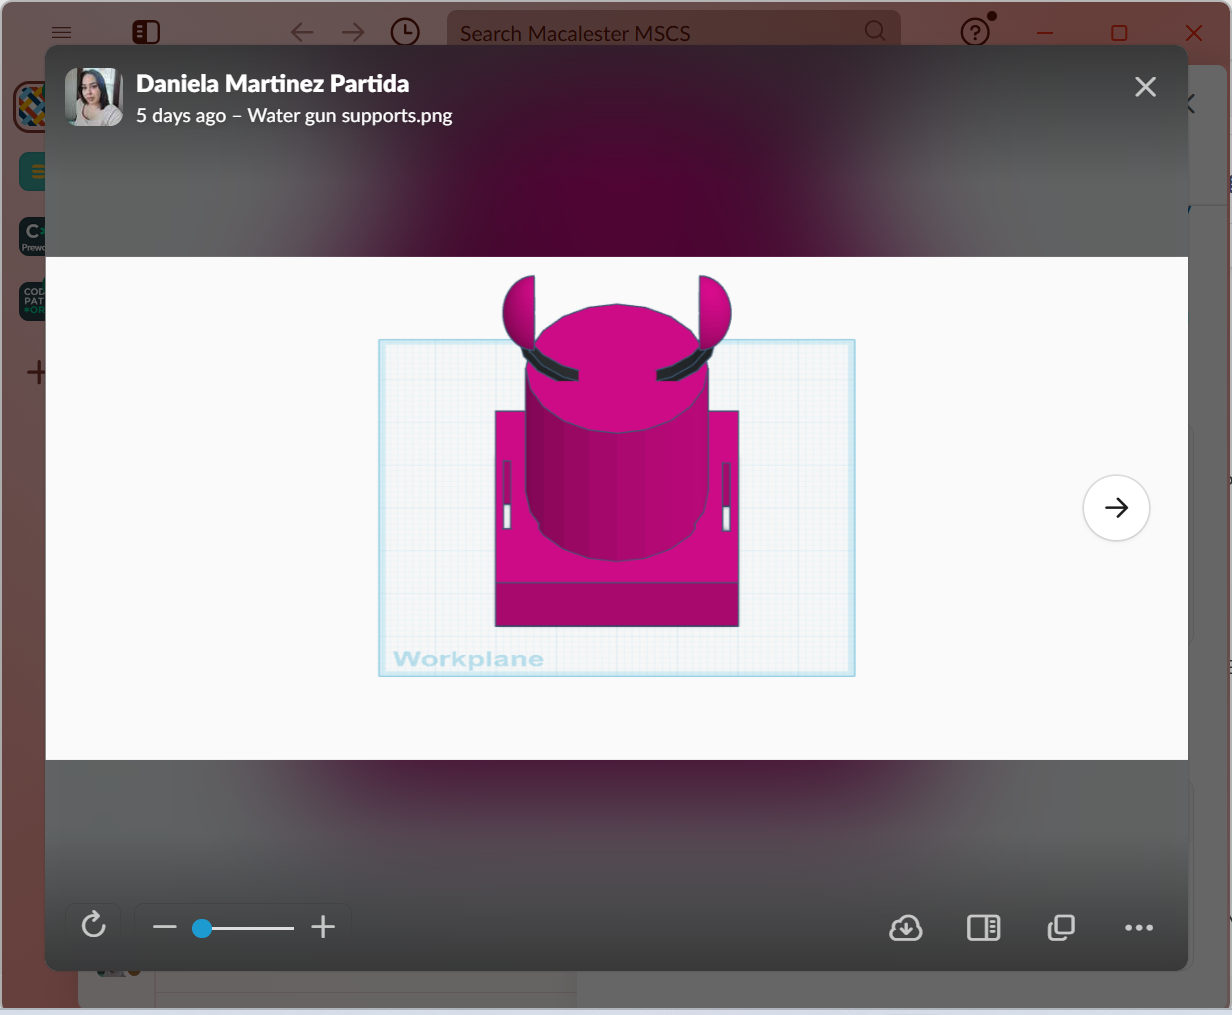 Search Macalester MSCS
Daniela Martinez Partida
5 days ago – Water gun supports.png
Workplane